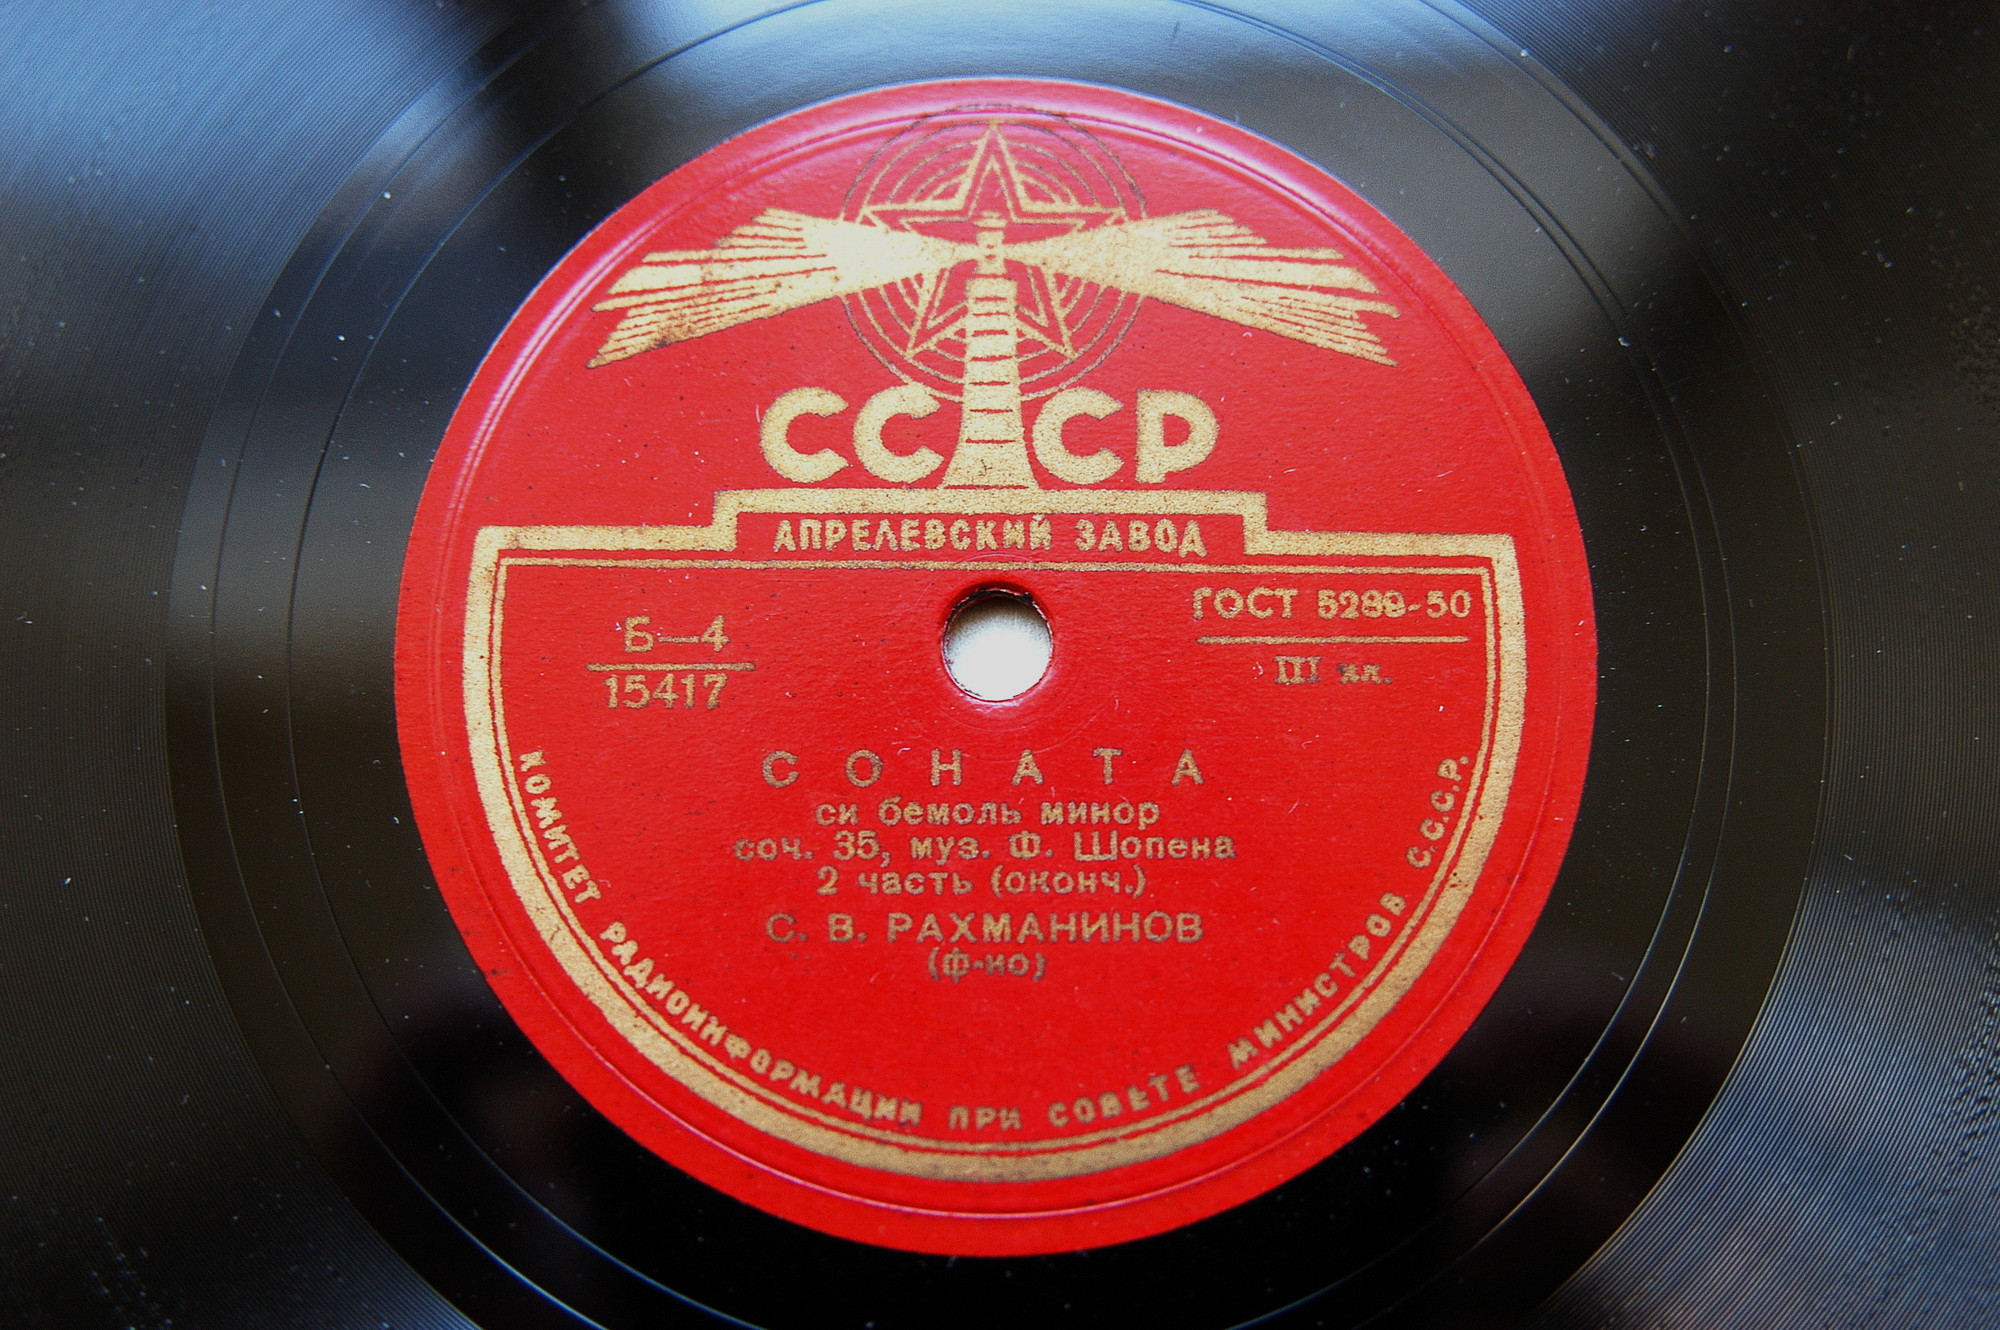 СССР
АПРЕЛЕВСКИЙ ЗАВОД
ГОСТ 5289-50
Б—4
15417
III кл.
СОНАТА
си бемоль минор
соч. 35, муз. Ф. Шопена
2 часть (оконч.)
С. В. РАХМАНИНОВ
(ф-но)
КОМИТЕТ РАДИОИНФОРМАЦИИ ПРИ СОВЕТЕ МИНИСТРОВ С.С.С.Р.